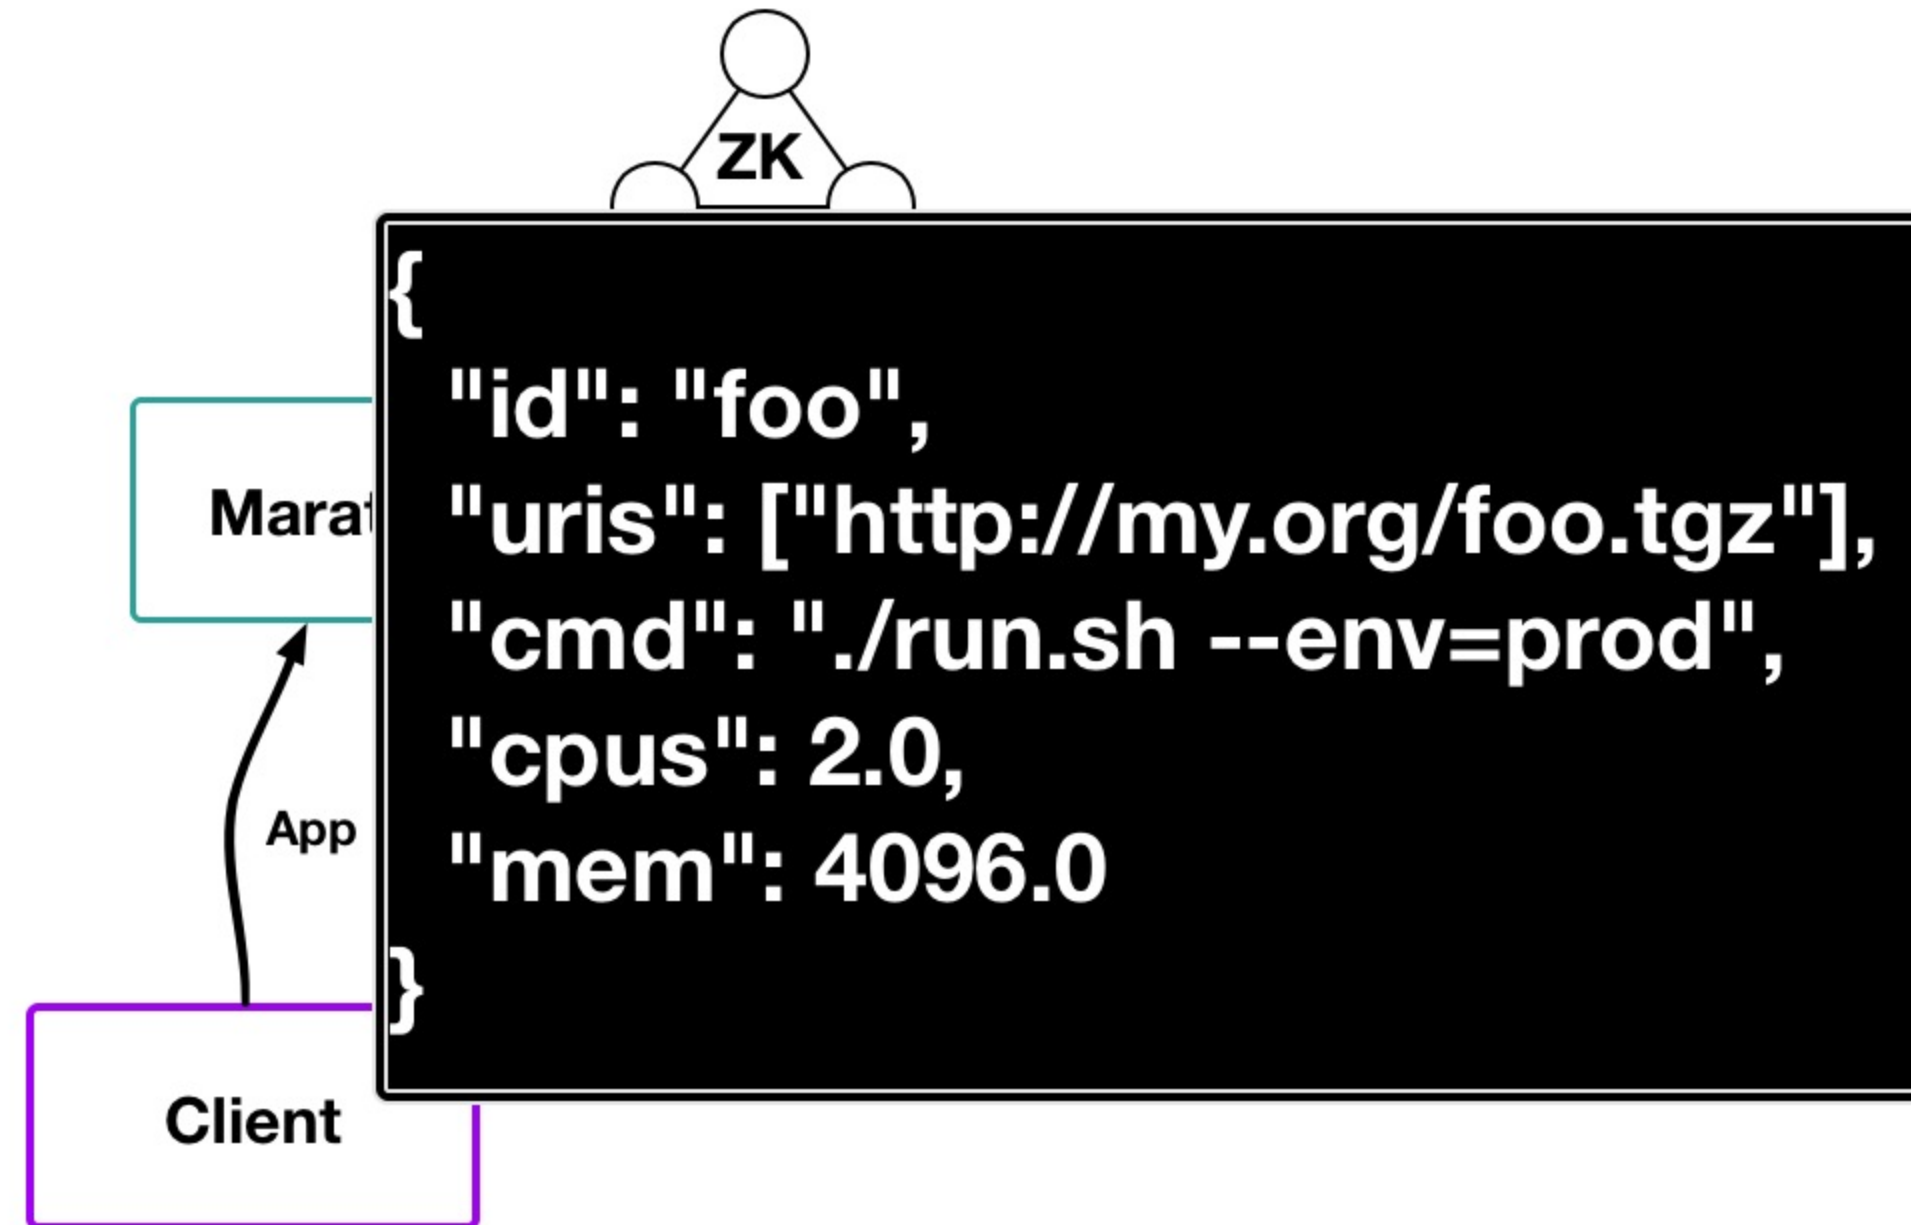 ZK
{
"id": "foo",
"uris": ["http://my.org/foo.tgz"],
"cmd": "./run.sh --env=prod",
"cpus": 2.0,
"mem": 4096.0
}
Marat
App
Client